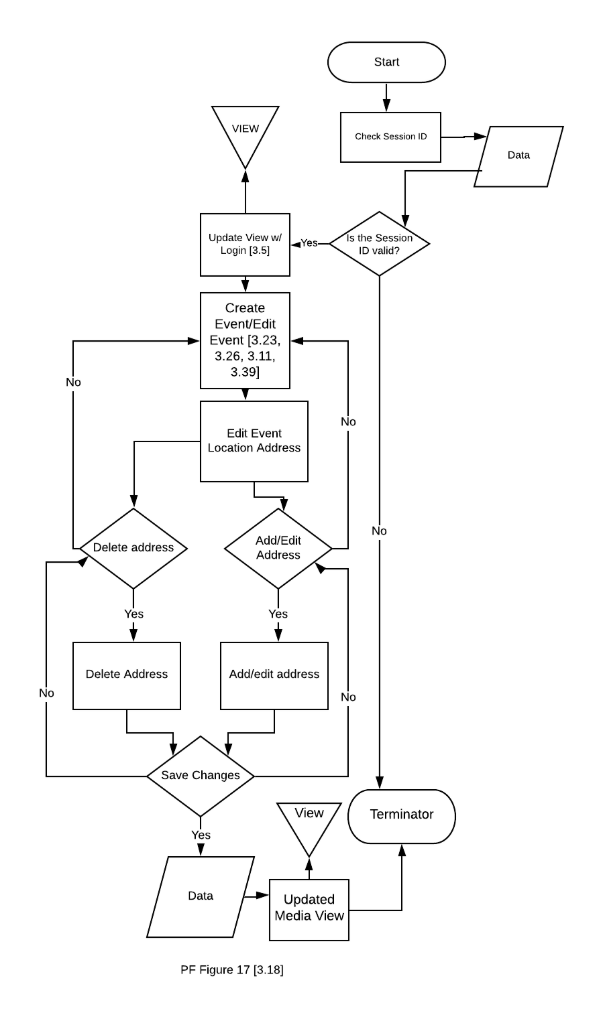 Start
VIEW
Check Session ID
Data
Update View w/
Login [3.5]
Yes
Is the Session
ID valid?
Create
Event/Edit
Event [3.23,
3.26, 3.11,
3.39]
No
No
Edit Event
Location Address
No
Delete address
Add/Edit
Address
Yes
Yes
Delete Address
Add/edit address
No
No
Save Changes
Yes
View
Terminator
Data
Updated
Media View
PF Figure 17 [3.18]